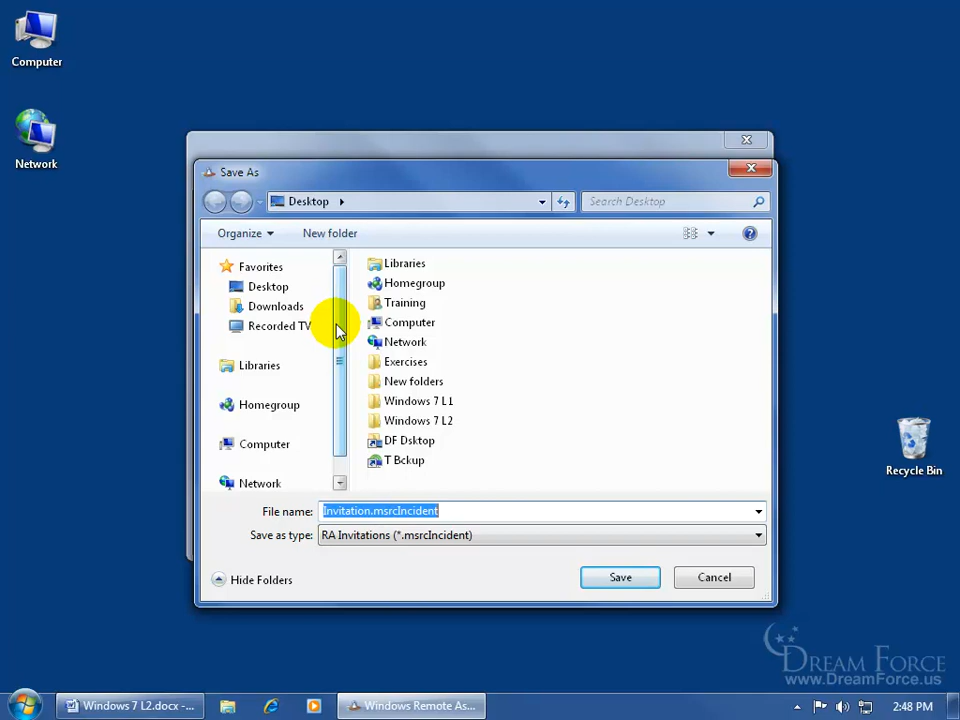 Computer
Network
Save As
Desktop
Search Desktop
Organize
New folder
Favorites
Desktop
Downloads
Recorded TV
Libraries
Homegroup
Computer
Network
Libraries
Homegroup
Training
Computer
Network
Exercises
New folders
Windows 7 L1
Windows 7 L2
DF Dsktop
T Bckup
File name: Invitation.msrcIncident
Save as type: RA Invitations (*.msrcIncident)
Hide Folders
Save
Cancel
Recycle Bin
DREAM FORCE
www.DreamForce.us
Windows 7 L2.docx -...
Windows Remote As...
2:48 PM